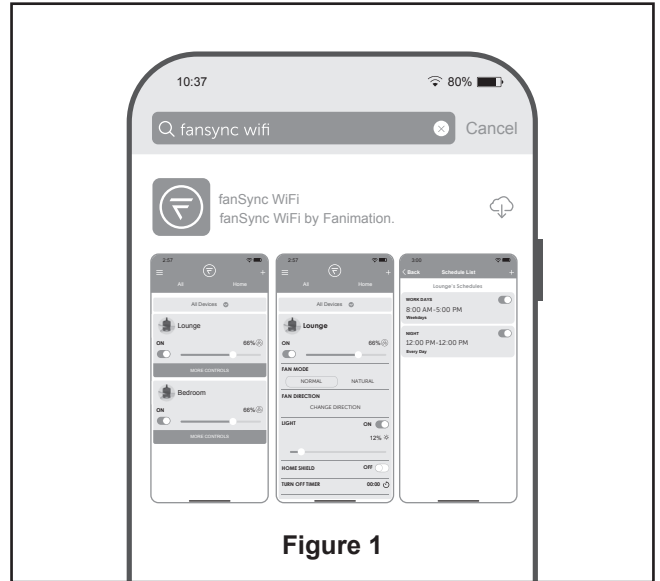 10:37
80%
fansync wifi
Cancel
fanSync WiFi
fanSync WiFi by Fanimation.
2:57
All Home
All Devices
Lounge
ON 66%
MORE CONTROLS
Bedroom
ON 66%
MORE CONTROLS
2:57
All Home
All Devices
Lounge
ON 66%
FAN MODE
NORMAL NATURAL
FAN DIRECTION
CHANGE DIRECTION
LIGHT ON
12%
HOME SHIELD OFF
TURN OFF TIMER 00:00
3:00
Back Schedule List
Lounge's Schedules
WORK DAYS
8:00 AM-5:00 PM
Weekdays
NIGHT
12:00 PM-12:00 PM
Every Day
Figure 1